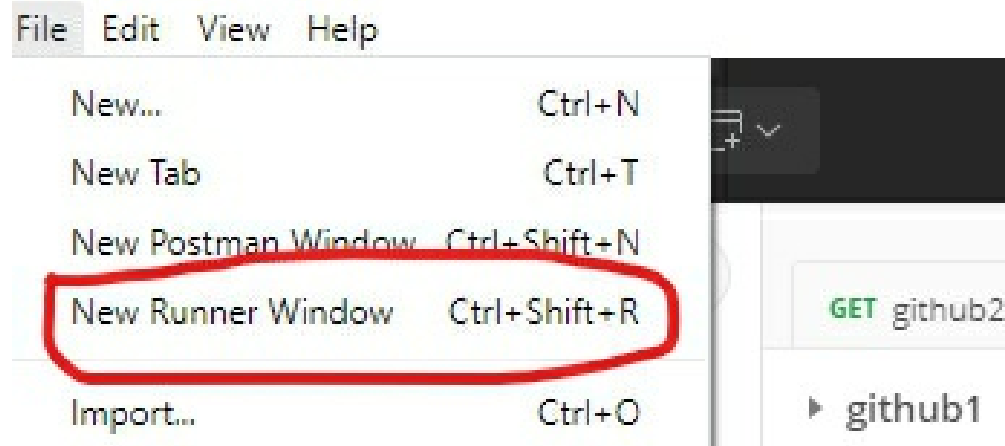 File Edit View Help
New... Ctrl+N
New Tab Ctrl+T
New Postman Window Ctrl+Shift+N
New Runner Window Ctrl+Shift+R
Import... Ctrl+O
GET github2
github1